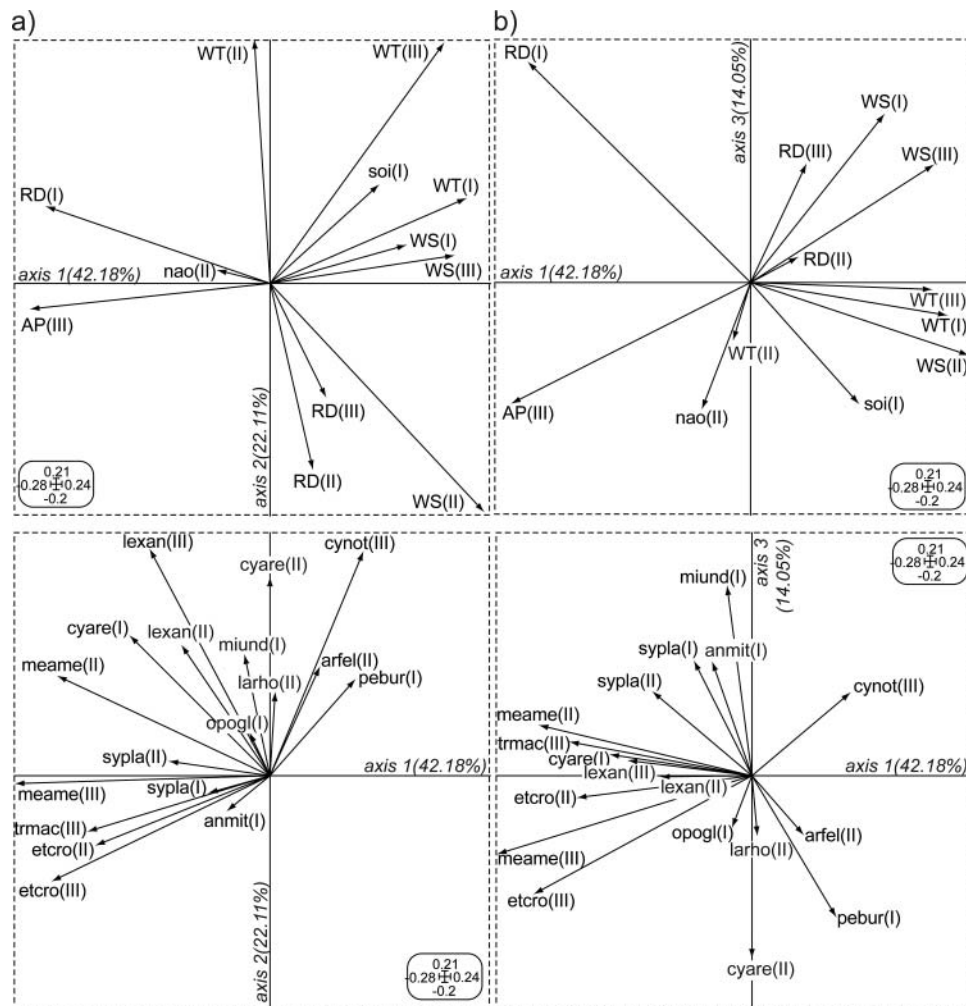 a)
WT(II)
WT(III)
soi(I)
WT(I)
RD(I)
WS(I)
nao(II)
WS(III)
axis 1(42.18%)
AP(III)
RD(III)
RD(II)
WS(II)
axis 2(22.11%)
0.21
-0.28 0.24
-0.2
b)
RD(I)
axis 3(14.05%)
WS(I)
RD(III)
WS(III)
RD(II)
axis 1(42.18%)
WT(III)
WT(I)
WT(II)
WS(II)
AP(III)
nao(II)
soi(I)
0.21
-0.28 0.24
-0.2
lexan(III)
cynot(III)
cyare(II)
cyare(I)
lexan(II)
miund(I)
arfel(II)
meame(II)
larho(II)
pebur(I)
opogl(I)
sypla(II)
axis 1(42.18%)
meame(III)
sypla(I)
anmit(I)
trmac(III)
etcro(II)
etcro(III)
axis 2(22.11%)
0.21
-0.28 0.24
-0.2
axis 3
(14.05%)
0.21
-0.28 0.24
-0.2
miund(I)
sypla(I)
anmit(I)
sypla(II)
cynot(III)
meame(II)
trmac(III)
cyare(I)
axis 1(42.18%)
lexan(III)
lexan(II)
etcro(II)
opogl(I)
arfel(II)
larho(II)
meame(III)
etcro(III)
pebur(I)
cyare(II)